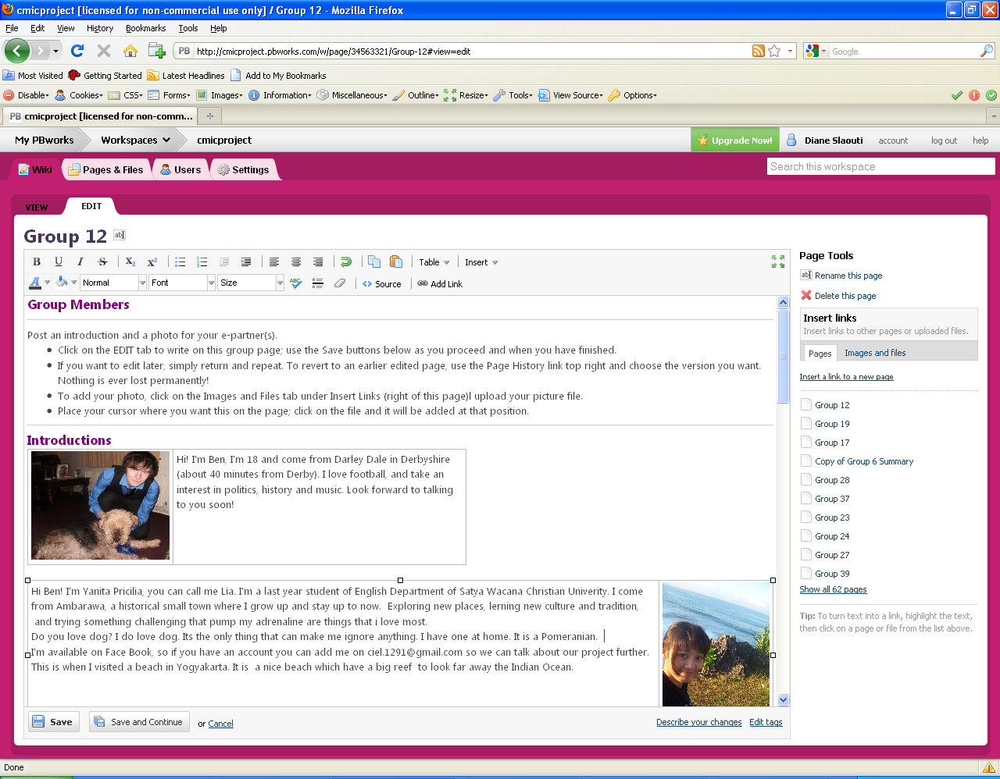 cmicproject [licensed for non-commercial use only] / Group 12 - Mozilla Firefox
File Edit View History Bookmarks Tools Help
PB http://cmicproject.pbworks.com/w/page/34563321/Group-12#view=edit Google
Most Visited Getting Started Latest Headlines Add to My Bookmarks
Disable Cookies CSS Forms Images Information Miscellaneous Outline Resize Tools View Source Options
PB cmicproject [licensed for non-comm...
My PBworks Workspaces cmicproject Upgrade Now! Diane Slaouti account log out help
Wiki Pages & Files Users Settings Search this workspace
VIEW EDIT
Group 12 ab
B U I S X2 X2 Table Insert
A Normal Font Size ABC Source Add Link
Group Members
Post an introduction and a photo for your e-partner(s).
Click on the EDIT tab to write on this group page; use the Save buttons below as you proceed and when you have finished.
If you want to edit later, simply return and repeat. To revert to an earlier edited page, use the Page History link top right and choose the version you want.
Nothing is ever lost permanently!
To add your photo, click on the Images and Files tab under Insert Links (right of this page)l upload your picture file.
Place your cursor where you want this on the page; click on the file and it will be added at that position.
Introductions
Hi! I'm Ben, I'm 18 and come from Darley Dale in Derbyshire
(about 40 minutes from Derby). I love football, and take an
interest in politics, history and music. Look forward to talking
to you soon!
Hi Ben! I'm Yanita Pricilia, you can call me Lia. I'm a last year student of English Department of Satya Wacana Christian Univerity. I come
from Ambarawa, a historical small town where I grow up and stay up to now. Exploring new places, lerning new culture and tradition,
and trying something challenging that pump my adrenaline are things that i love most.
Do you love dog? I do love dog. Its the only thing that can make me ignore anything. I have one at home. It is a Pomeranian.
I'm available on Face Book, so if you have an account you can add me on ciel.1291@gmail.com so we can talk about our project further.
This is when I visited a beach in Yogyakarta. It is a nice beach which have a big reef to look far away the Indian Ocean.
Save Save and Continue or Cancel Describe your changes Edit tags
Page Tools
ab Rename this page
Delete this page
Insert links
Insert links to other pages or uploaded files.
Pages Images and files
Insert a link to a new page
Group 12
Group 19
Group 17
Copy of Group 6 Summary
Group 28
Group 37
Group 23
Group 24
Group 27
Group 39
Show all 62 pages
Tip: To turn text into a link, highlight the text,
then click on a page or file from the list above.
Done